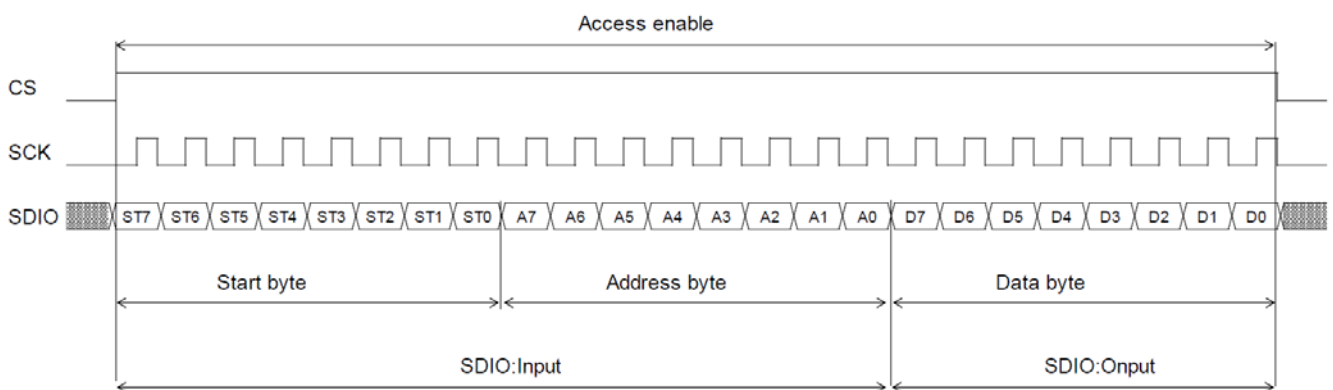 Access enable
CS
SCK
SDIO ST7 ST6 ST5 ST4 ST3 ST2 ST1 ST0 A7 A6 A5 A4 A3 A2 A1 A0 D7 D6 D5 D4 D3 D2 D1 D0
Start byte Address byte Data byte
SDIO:Input SDIO:Onput